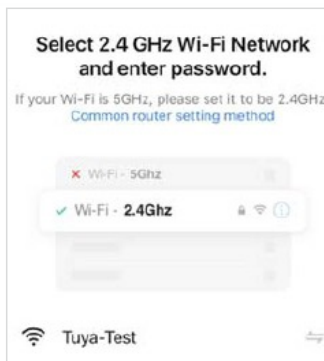 Select 2.4 GHz Wi-Fi Network
and enter password.
If your Wi-Fi is 5GHz, please set it to be 2.4GHz
Common router setting method
Wi-Fi - 5Ghz
Wi-Fi - 2.4Ghz
Tuya-Test